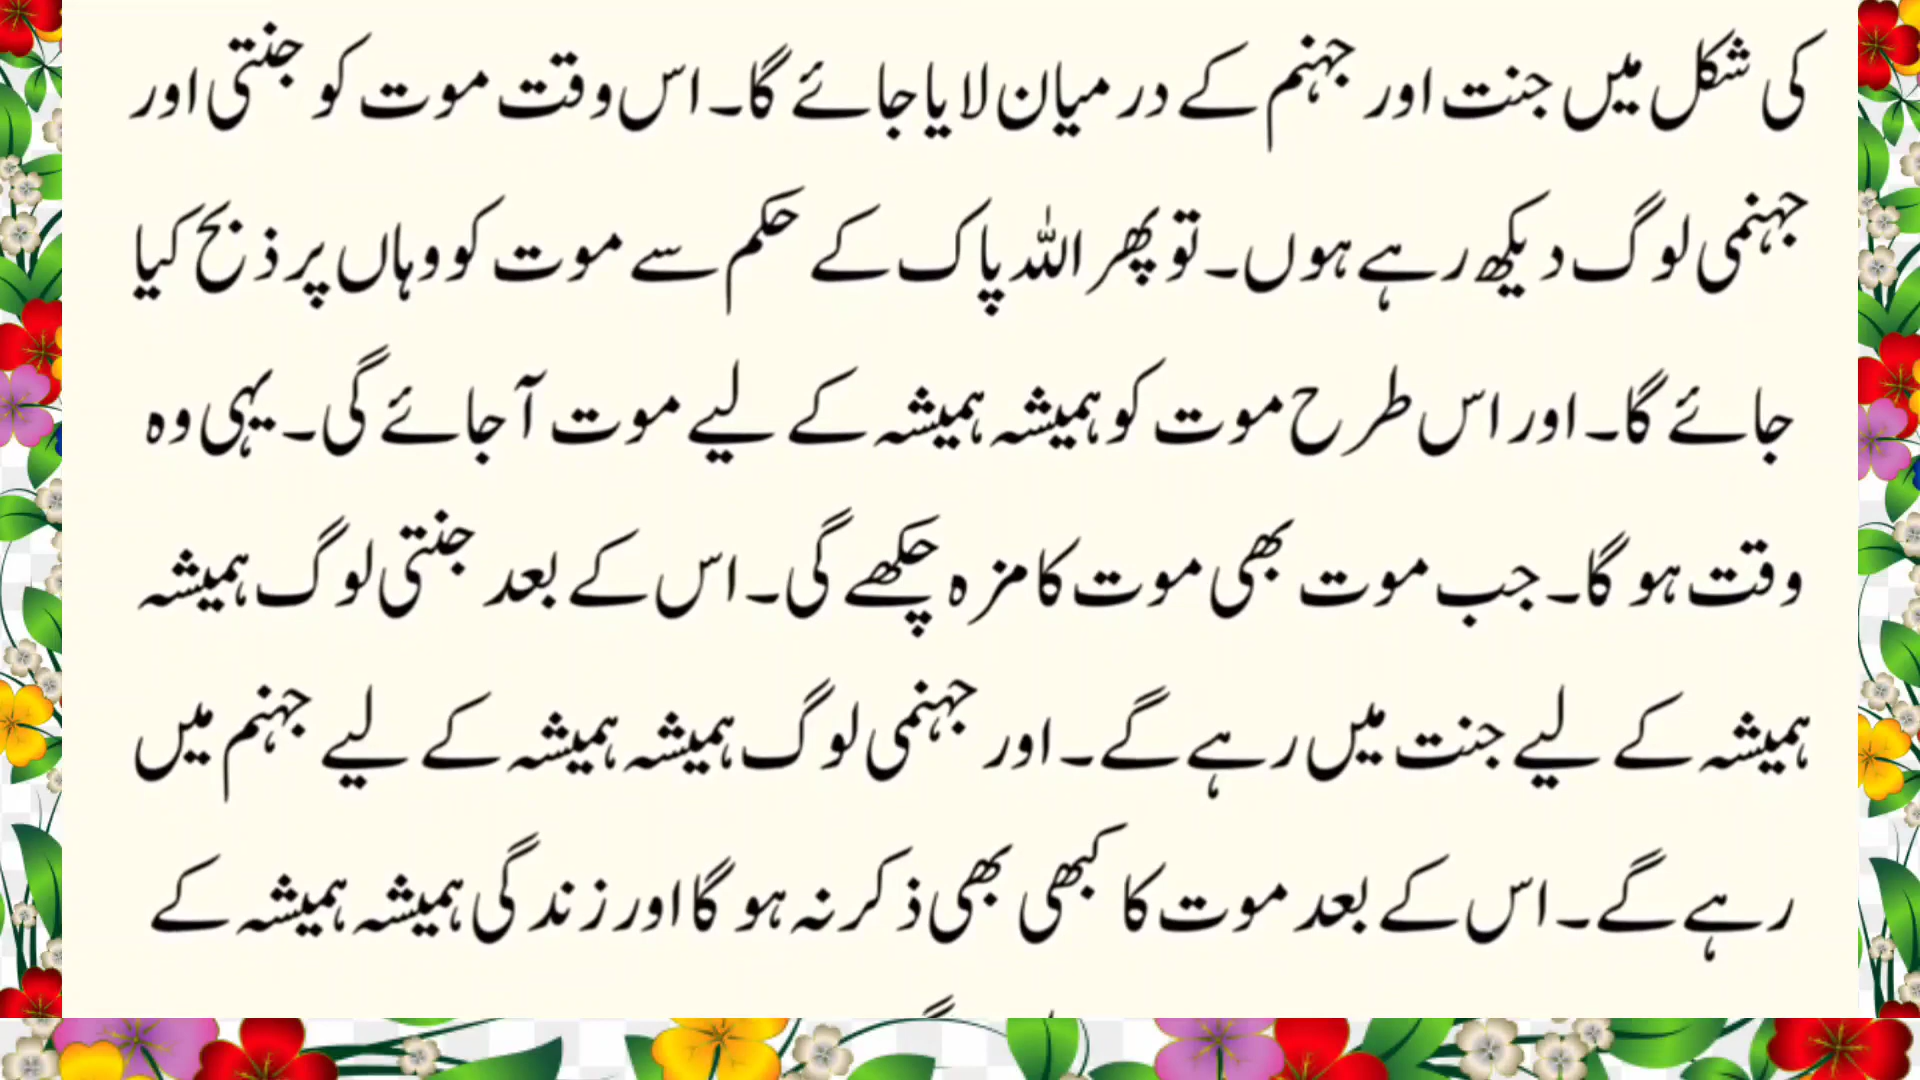 کی شکل میں جنت اور جہنم کے درمیان لایا جائے گا۔ اس وقت موت کو جنتی اور
جہنمی لوگ دیکھ رہے ہوں۔ تو پھر اللہ پاک کے حکم سے موت کو وہاں پر ذبح کیا
جائے گا۔ اور اس طرح موت کو ہمیشہ ہمیشہ کے لیے موت آ جائے گی۔ یہی وہ
وقت ہو گا۔ جب موت بھی موت کا مزہ چکھے گی۔ اس کے بعد جنتی لوگ ہمیشہ
ہمیشہ کے لیے جنت میں رہے گے۔ اور جہنمی لوگ ہمیشہ ہمیشہ کے لیے جہنم میں
رہے گے۔ اس کے بعد موت کا کبھی بھی ذکر نہ ہو گا اور زندگی ہمیشہ ہمیشہ کے